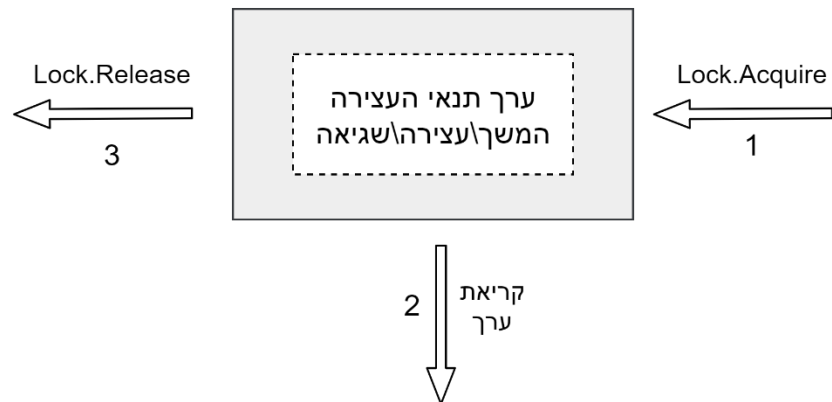 Lock.Acquire
1
ערך תנאי העצירה
המשך\עצירה\שגיאה
Lock.Release
3
קריאת
ערך
2